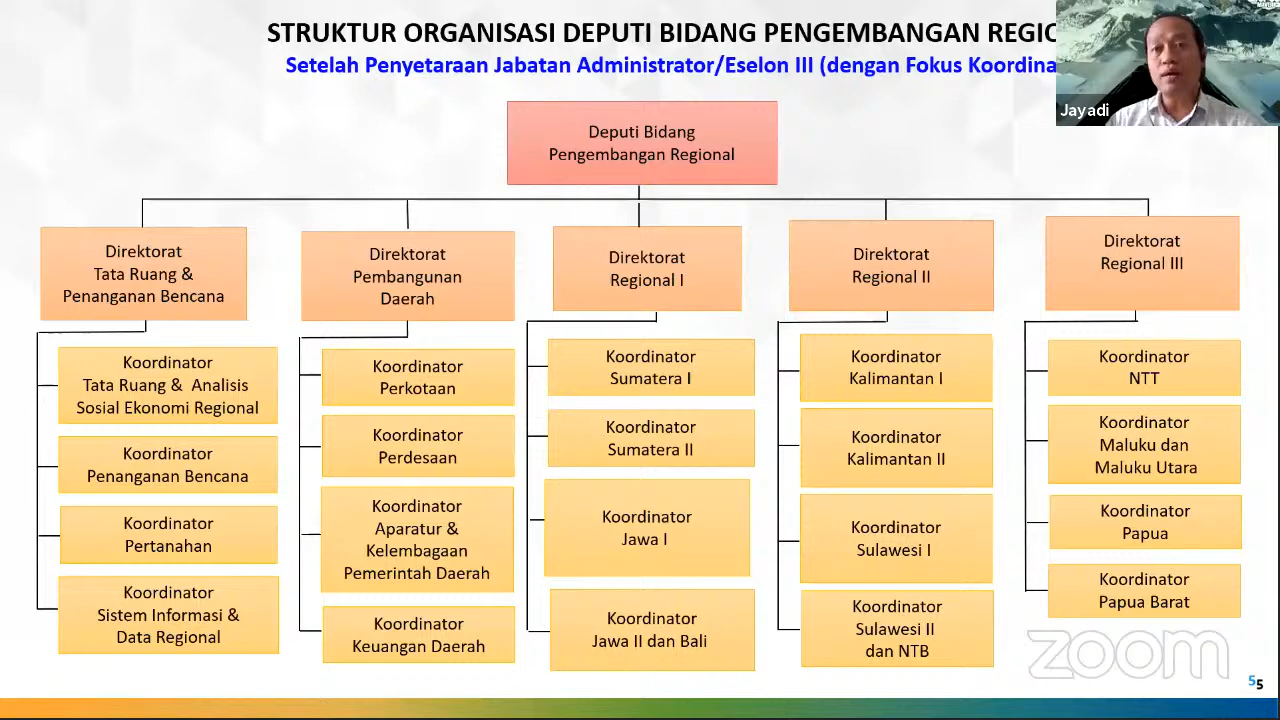 STRUKTUR ORGANISASI DEPUTI BIDANG PENGEMBANGAN REGIO
Setelah Penyetaraan Jabatan Administrator/Eselon III (dengan Fokus Koordina
Jayadi
Deputi Bidang
Pengembangan Regional
Direktorat
Tata Ruang &
Penanganan Bencana
Koordinator
Tata Ruang & Analisis
Sosial Ekonomi Regional
Koordinator
Penanganan Bencana
Koordinator
Pertanahan
Koordinator
Sistem Informasi &
Data Regional
Direktorat
Pembangunan
Daerah
Koordinator
Perkotaan
Koordinator
Perdesaan
Koordinator
Aparatur &
Kelembagaan
Pemerintah Daerah
Koordinator
Keuangan Daerah
Direktorat
Regional I
Koordinator
Sumatera I
Koordinator
Sumatera II
Koordinator
Jawa I
Koordinator
Jawa II dan Bali
Direktorat
Regional II
Koordinator
Kalimantan I
Koordinator
Kalimantan II
Koordinator
Sulawesi I
Koordinator
Sulawesi II
dan NTB
Direktorat
Regional III
Koordinator
NTT
Koordinator
Maluku dan
Maluku Utara
Koordinator
Papua
Koordinator
Papua Barat
zoom
5 5